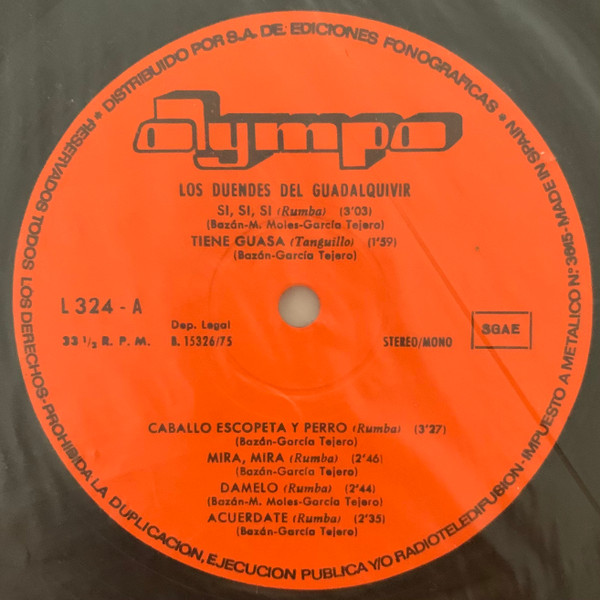 * DISTRIBUIDO POR S.A. DE EDICIONES FONOGRAFICAS * MADE IN SPAIN
olympo
LOS DUENDES DEL GUADALQUIVIR
SI, SI, SI (Rumba) (3'03)
(Bazán-M. Moles-García Tejero)
TIENE GUASA (Tanguillo) (1'59)
(Bazán-García Tejero)
L 324 - A
33 1/2 R. P. M.
Dep. Legal
B. 15326/75
STEREO/MONO
SGAE
CABALLO ESCOPETA Y PERRO (Rumba) (3'27)
(Bazán-García Tejero)
MIRA, MIRA (Rumba) (2'46)
(Bazán-García Tejero)
DAMELO (Rumba) (2'44)
(Bazán-M. Moles-García Tejero)
ACUERDATE (Rumba) (2'35)
(Bazán-García Tejero)
RESERVADOS TODOS LOS DERECHOS-PROHIBIDA LA DUPLICACION, EJECUCION PUBLICA Y/O RADIOTELEDIFUSION-IMPUESTO A METALICO N.º 3615-